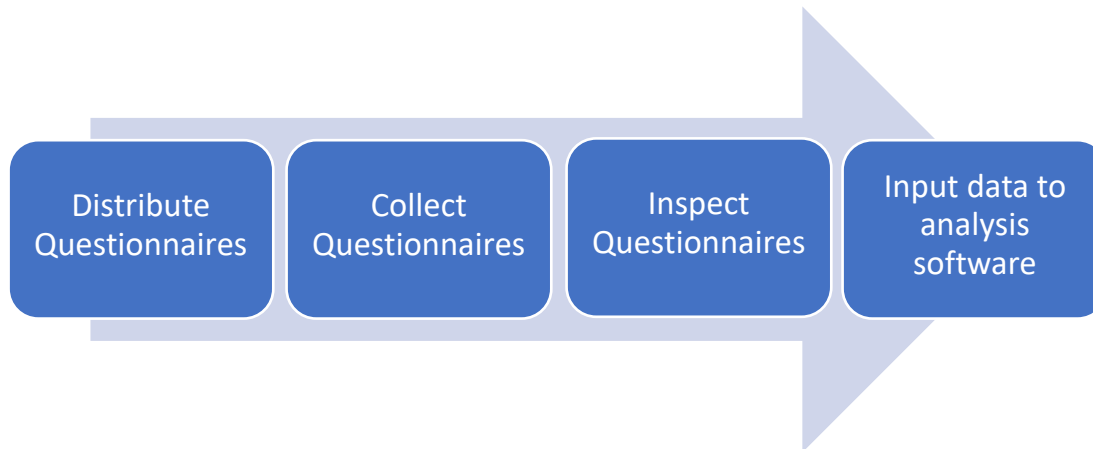 Distribute
Questionnaires
Collect
Questionnaires
Inspect
Questionnaires
Input data to
analysis
software